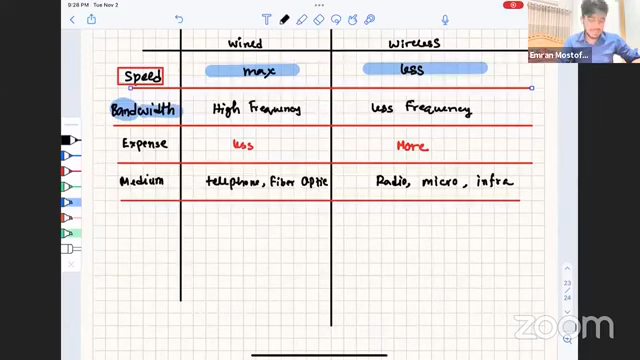 9:26 PM Tue Nov 2
Emran Mostof...
Wired Wireless
Speed max less
Bandwidth High Frequency less Frequency
Expense less More
Medium telephone, Fiber Optic Radio, micro, infra
23
24
zoom